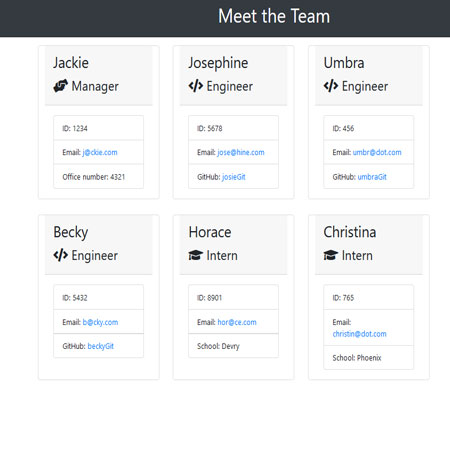 Meet the Team
Jackie
Manager
ID: 1234
Email: j@ckie.com
Office number: 4321
Josephine
Engineer
ID: 5678
Email: jose@hine.com
GitHub: josieGit
Umbra
Engineer
ID: 456
Email: umbr@dot.com
GitHub: umbraGit
Becky
Engineer
ID: 5432
Email: b@cky.com
GitHub: beckyGit
Horace
Intern
ID: 8901
Email: hor@ce.com
School: Devry
Christina
Intern
ID: 765
Email:
christin@dot.com
School: Phoenix